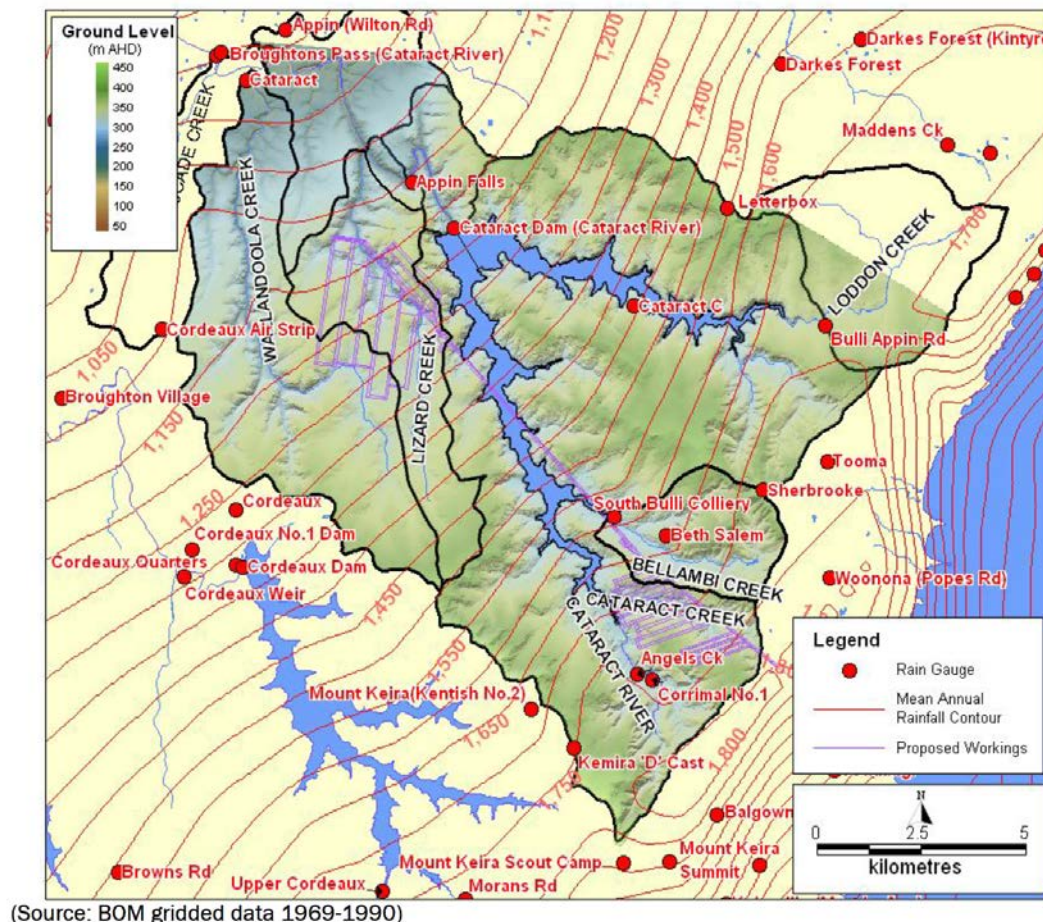 Ground Level
(m AHD)
450
400
350
300
250
200
150
100
50
Appin (Wilton Rd)
Broughtons Pass (Cataract River)
Cataract
1,200
1,300
1,400
1,500
1,600
1,700
Darkes Forest (Kintyre
Darkes Forest
Maddens Ck
Letterbox
CADE CREEK
WALLANDOOLA CREEK
Appin Falls
Cataract Dam (Cataract River)
LODDON CREEK
Cataract C
Bulli Appin Rd
Cordeaux Air Strip
1,050
Broughton Village
1,150
LIZARD CREEK
Tooma
Sherbrooke
1,250
Cordeaux
South Bulli Colliery
Beth Salem
Cordeaux No.1 Dam
Cordeaux Quarters
Cordeaux Dam
Cordeaux Weir
BELLAMBI CREEK
Woonona (Popes Rd)
CATARACT CREEK
1,450
CATARACT RIVER
1,550
Angels Ck
Corrimal No.1
Mount Keira(Kentish No.2)
1,650
Kemira 'D' Cast
1,750
1,800
Legend
Rain Gauge
Mean Annual
Rainfall Contour
Proposed Workings
N
0 2.5 5
kilometres
Balgown
Mount Keira Scout Camp
Mount Keira
Summit
Browns Rd
Upper Cordeaux
Morans Rd
(Source: BOM gridded data 1969-1990)